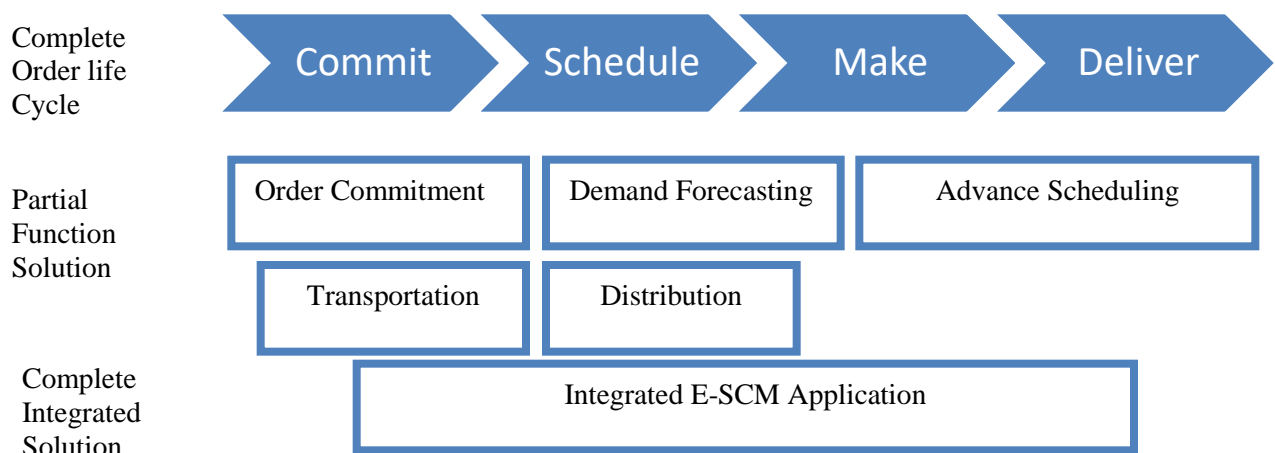 Complete
Order life
Cycle
Commit
Schedule
Make
Deliver
Partial
Function
Solution
Order Commitment
Demand Forecasting
Advance Scheduling
Transportation
Distribution
Complete
Integrated
Solution
Integrated E-SCM Application